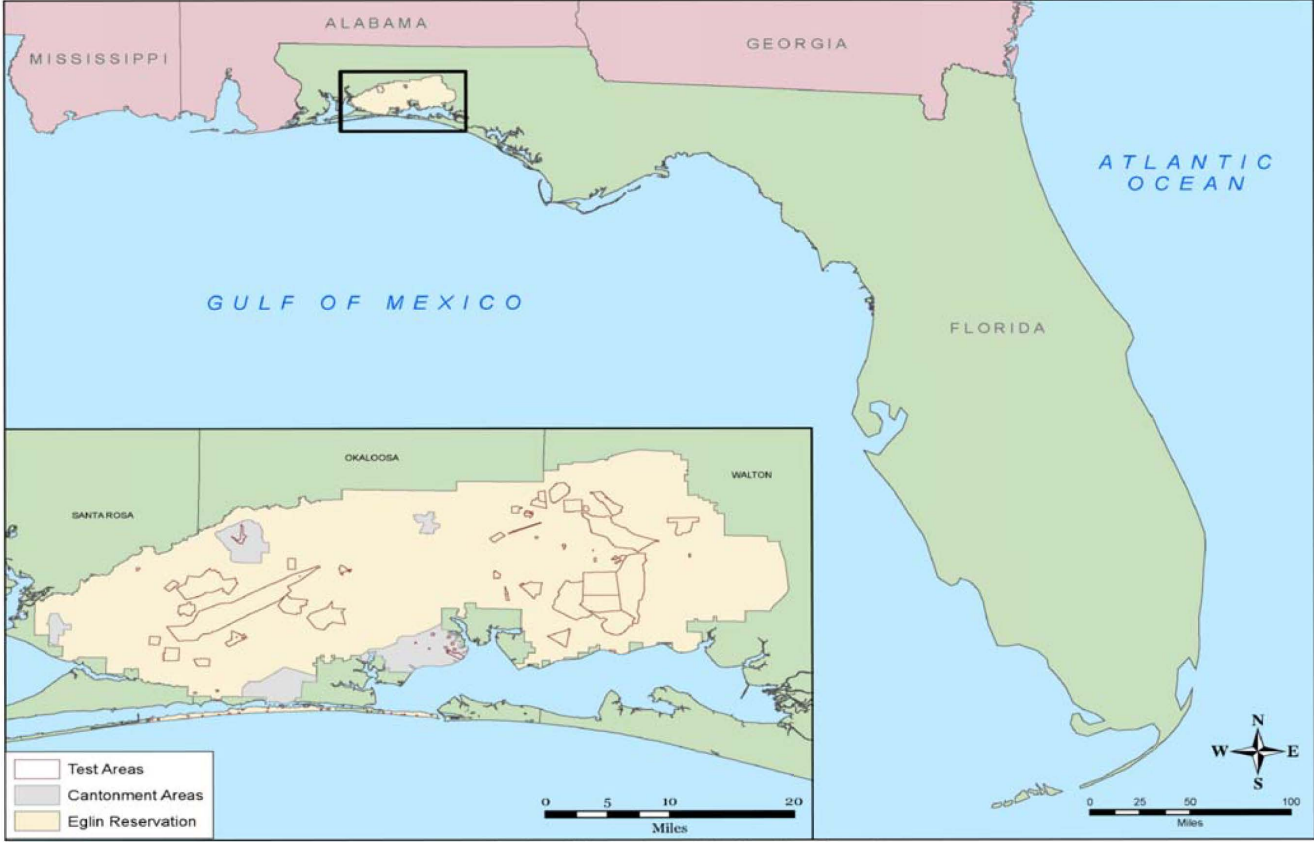 ALABAMA
MISSISSIPPI
GEORGIA
ATLANTIC
OCEAN
GULF OF MEXICO
FLORIDA
OKALOOSA
WALTON
SANTA ROSA
Test Areas
Cantonment Areas
Eglin Reservation
0 5 10 20
Miles
N
W E
S
0 25 50 100
Miles